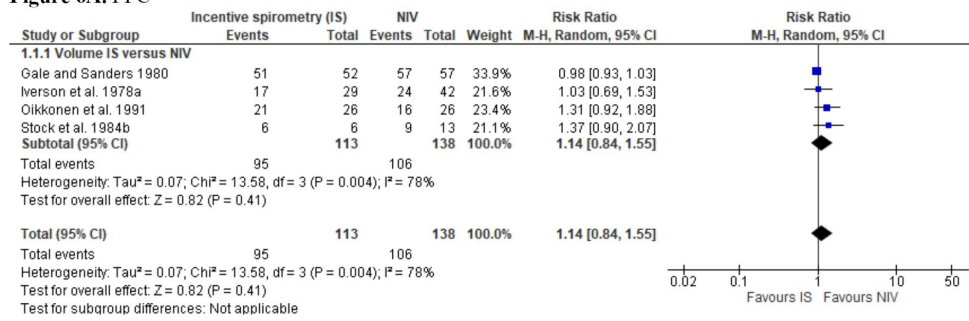 Incentive spirometry (IS) NIV Risk Ratio Risk Ratio
Study or Subgroup Events Total Events Total Weight M-H, Random, 95% CI M-H, Random, 95% CI
1.1.1 Volume IS versus NIV
Gale and Sanders 1980 51 52 57 57 33.9% 0.98 [0.93, 1.03]
Iverson et al. 1978a 17 29 24 42 21.6% 1.03 [0.69, 1.53]
Oikkonen et al. 1991 21 26 16 26 23.4% 1.31 [0.92, 1.88]
Stock et al. 1984b 6 6 9 13 21.1% 1.37 [0.90, 2.07]
Subtotal (95% CI) 113 138 100.0% 1.14 [0.84, 1.55]
Total events 95 106
Heterogeneity: Tau² = 0.07; Chi² = 13.58, df = 3 (P = 0.004); I² = 78%
Test for overall effect: Z = 0.82 (P = 0.41)
Total (95% CI) 113 138 100.0% 1.14 [0.84, 1.55]
Total events 95 106
Heterogeneity: Tau² = 0.07; Chi² = 13.58, df = 3 (P = 0.004); I² = 78%
Test for overall effect: Z = 0.82 (P = 0.41)
Test for subgroup differences: Not applicable
0.02 0.1 1 10 50
Favours IS Favours NIV